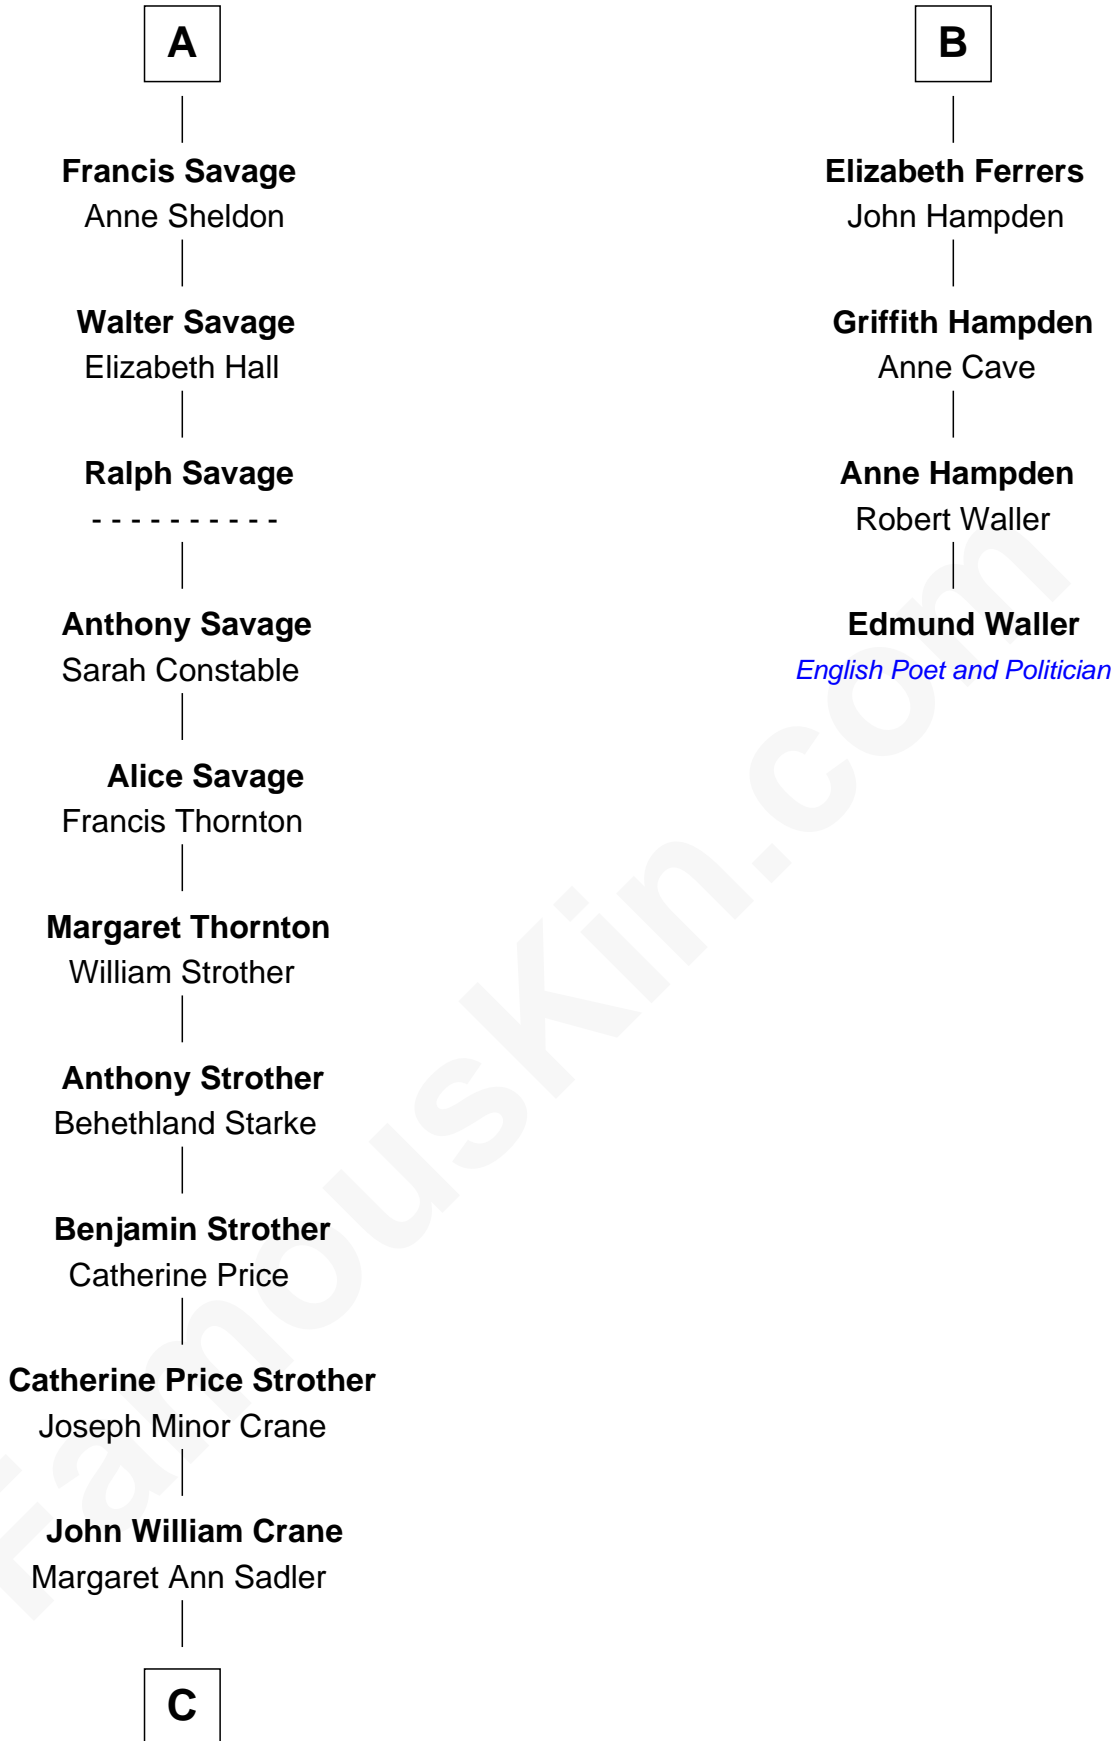 A
Francis Savage
Anne Sheldon
Walter Savage
Elizabeth Hall
Ralph Savage
- - - - - - - - - -
Anthony Savage
Sarah Constable
Alice Savage
Francis Thornton
Margaret Thornton
William Strother
Anthony Strother
Behethland Starke
Benjamin Strother
Catherine Price
Catherine Price Strother
Joseph Minor Crane
John William Crane
Margaret Ann Sadler
C
B
Elizabeth Ferrers
John Hampden
Griffith Hampden
Anne Cave
Anne Hampden
Robert Waller
Edmund Waller
English Poet and Politician
FamousKin.com